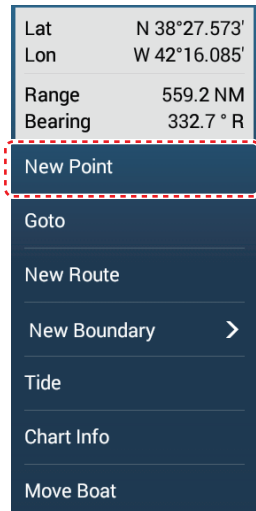 Lat N 38°27.573'
Lon W 42°16.085'
Range 559.2 NM
Bearing 332.7 ° R
New Point
Goto
New Route
New Boundary
Tide
Chart Info
Move Boat